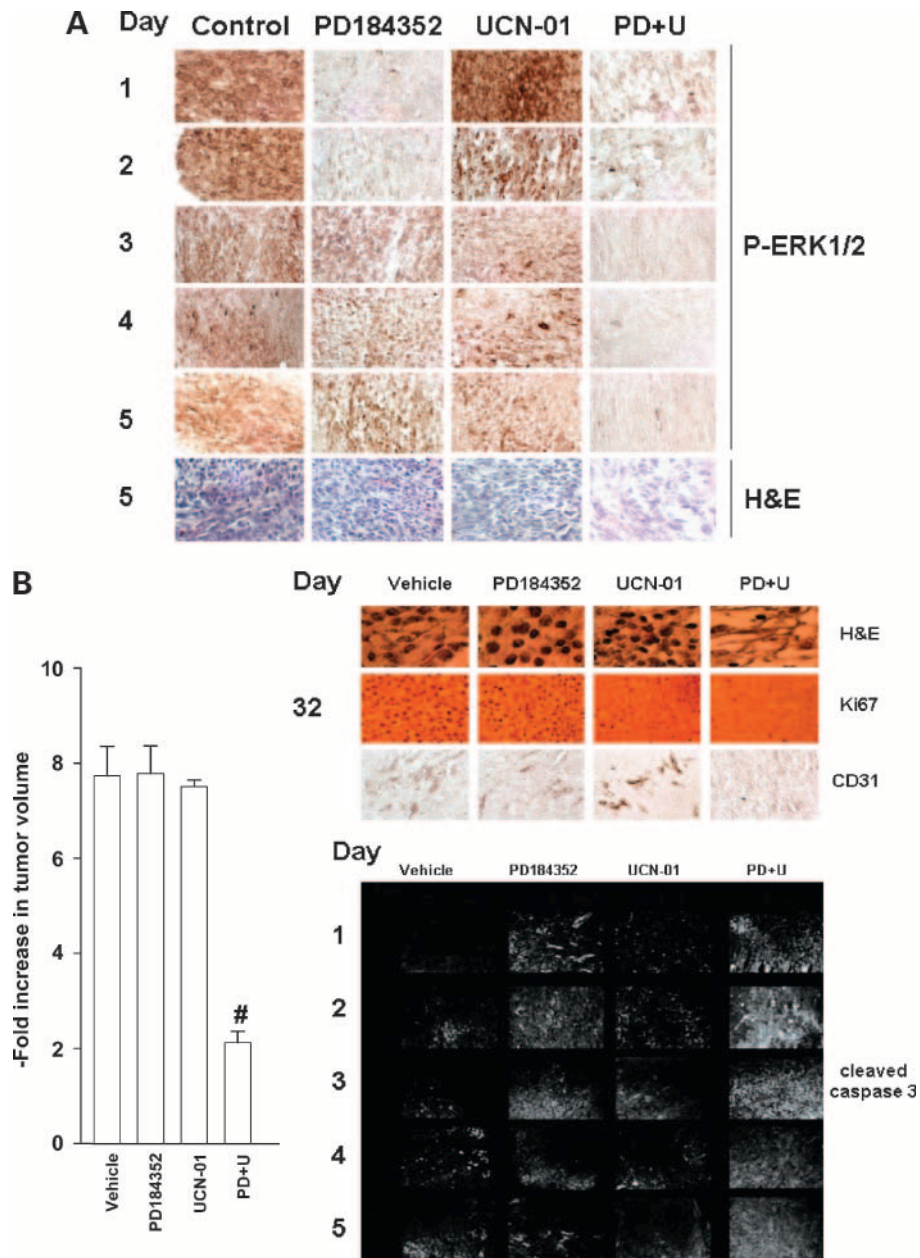 A Day Control PD184352 UCN-01 PD+U
1
2
3
4
5
P-ERK1/2
5
H&E
B
-Fold increase in tumor volume
10
8
6
4
2
0
#
Vehicle
PD184352
UCN-01
PD+U
Day
Vehicle PD184352 UCN-01 PD+U
32
H&E
Ki67
CD31
Day
Vehicle PD184352 UCN-01 PD+U
1
2
3
4
5
cleaved
caspase 3